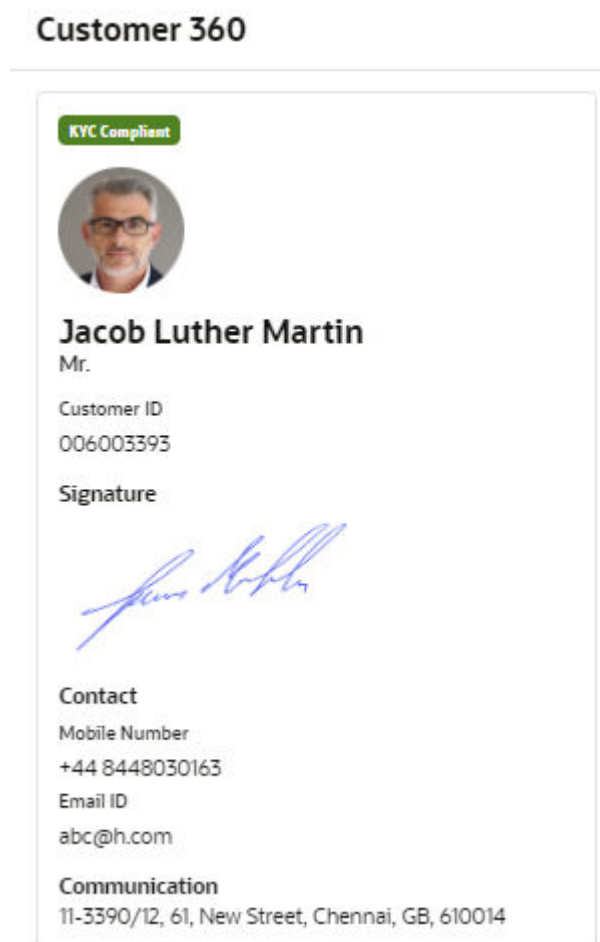 Customer 360
KYC Compliant
Jacob Luther Martin
Mr.
Customer ID
006003393
Signature
Contact
Mobile Number
+44 8448030163
Email ID
abc@h.com
Communication
11-3390/12, 61, New Street, Chennai, GB, 610014